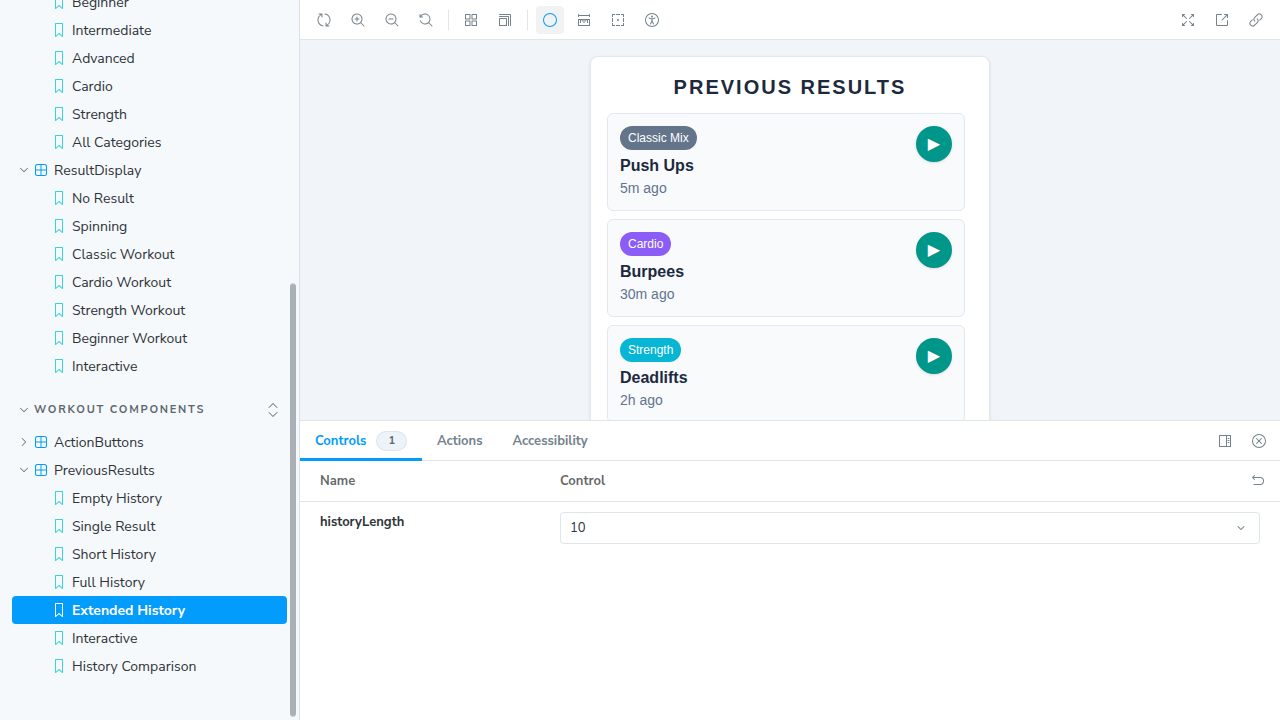 Beginner
Intermediate
Advanced
Cardio
Strength
All Categories
ResultDisplay
No Result
Spinning
Classic Workout
Cardio Workout
Strength Workout
Beginner Workout
Interactive
WORKOUT COMPONENTS
ActionButtons
PreviousResults
Empty History
Single Result
Short History
Full History
Extended History
Interactive
History Comparison
PREVIOUS RESULTS
Classic Mix
Push Ups
5m ago
Cardio
Burpees
30m ago
Strength
Deadlifts
2h ago
Controls 1 Actions Accessibility
Name Control
historyLength 10